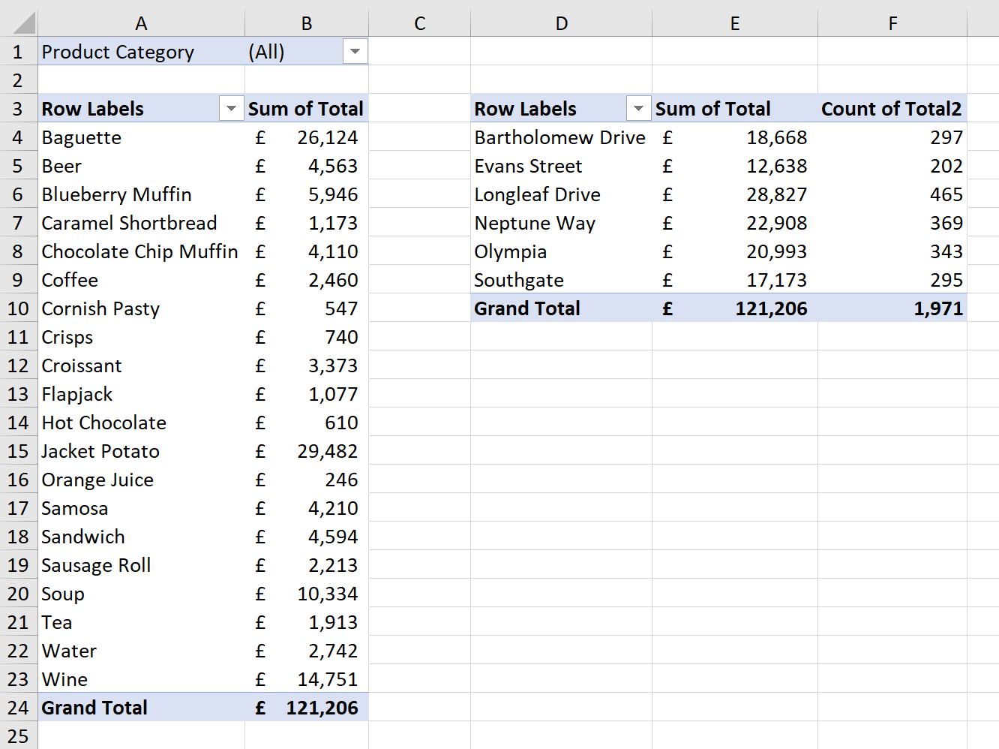 A B C D E F
1 Product Category (All)
2
3 Row Labels Sum of Total Row Labels Sum of Total Count of Total2
4 Baguette £ 26,124 Bartholomew Drive £ 18,668 297
5 Beer £ 4,563 Evans Street £ 12,638 202
6 Blueberry Muffin £ 5,946 Longleaf Drive £ 28,827 465
7 Caramel Shortbread £ 1,173 Neptune Way £ 22,908 369
8 Chocolate Chip Muffin £ 4,110 Olympia £ 20,993 343
9 Coffee £ 2,460 Southgate £ 17,173 295
10 Cornish Pasty £ 547 Grand Total £ 121,206 1,971
11 Crisps £ 740
12 Croissant £ 3,373
13 Flapjack £ 1,077
14 Hot Chocolate £ 610
15 Jacket Potato £ 29,482
16 Orange Juice £ 246
17 Samosa £ 4,210
18 Sandwich £ 4,594
19 Sausage Roll £ 2,213
20 Soup £ 10,334
21 Tea £ 1,913
22 Water £ 2,742
23 Wine £ 14,751
24 Grand Total £ 121,206
25